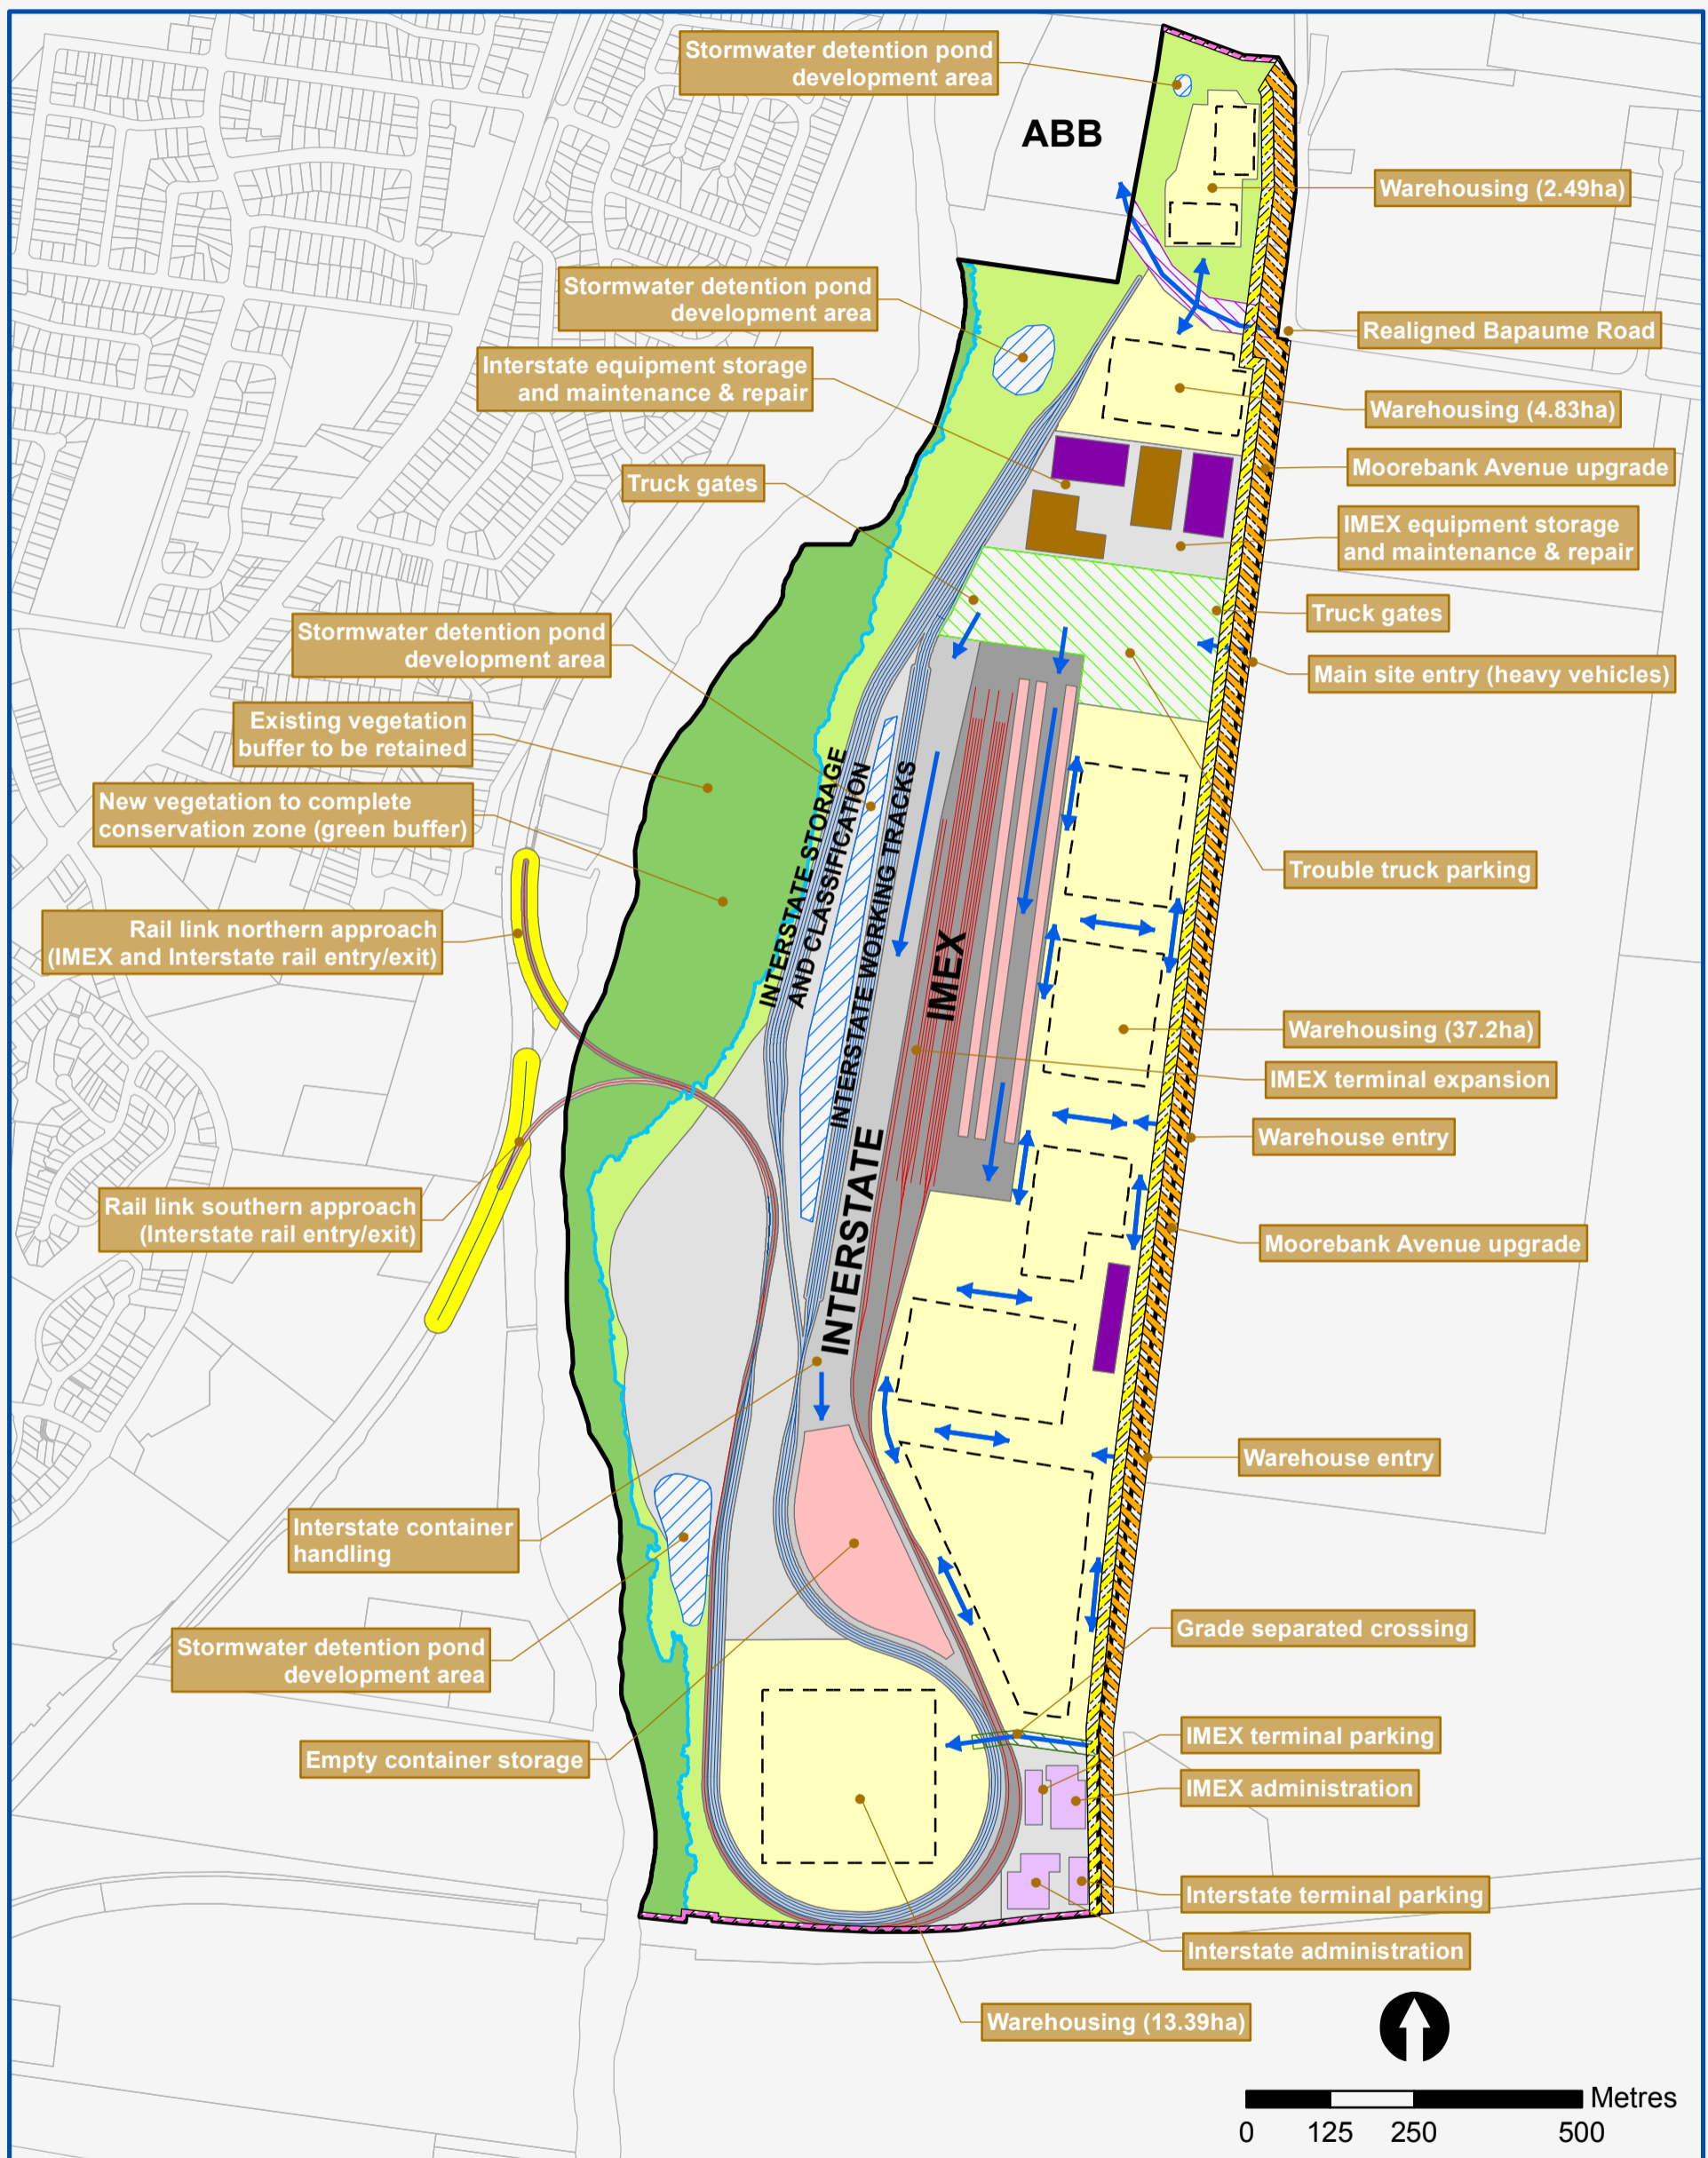 Stormwater detention pond
development area
ABB
Warehousing (2.49ha)
Stormwater detention pond
development area
Realigned Bapaume Road
Interstate equipment storage
and maintenance & repair
Warehousing (4.83ha)
Moorebank Avenue upgrade
Truck gates
IMEX equipment storage
and maintenance & repair
Truck gates
Stormwater detention pond
development area
Main site entry (heavy vehicles)
Existing vegetation
buffer to be retained
New vegetation to complete
conservation zone (green buffer)
INTERSTATE STORAGE
AND CLASSIFICATION
INTERSTATE WORKING TRACKS
Trouble truck parking
Rail link northern approach
(IMEX and Interstate rail entry/exit)
IMEX
Warehousing (37.2ha)
IMEX terminal expansion
Warehouse entry
Rail link southern approach
(Interstate rail entry/exit)
INTERSTATE
Moorebank Avenue upgrade
Warehouse entry
Interstate container
handling
Grade separated crossing
Stormwater detention pond
development area
IMEX terminal parking
Empty container storage
IMEX administration
Interstate terminal parking
Interstate administration
Warehousing (13.39ha)
Metres
0 125 250 500